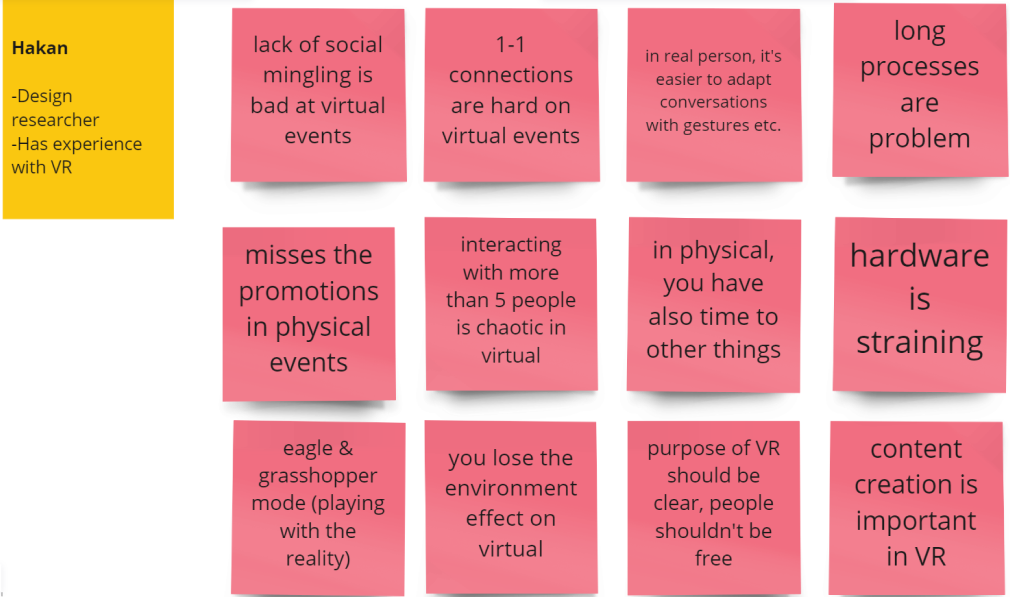 Hakan
-Design
researcher
-Has experience
with VR
lack of social
mingling is
bad at virtual
events
1-1
connections
are hard on
virtual events
in real person, it's
easier to adapt
conversations
with gestures etc.
long
processes
are
problem
misses the
promotions
in physical
events
interacting
with more
than 5 people
is chaotic in
virtual
in physical,
you have
also time to
other things
hardware
is
straining
eagle &
grasshopper
mode (playing
with the
reality)
you lose the
environment
effect on
virtual
purpose of VR
should be
clear, people
shouldn't be
free
content
creation is
important
in VR